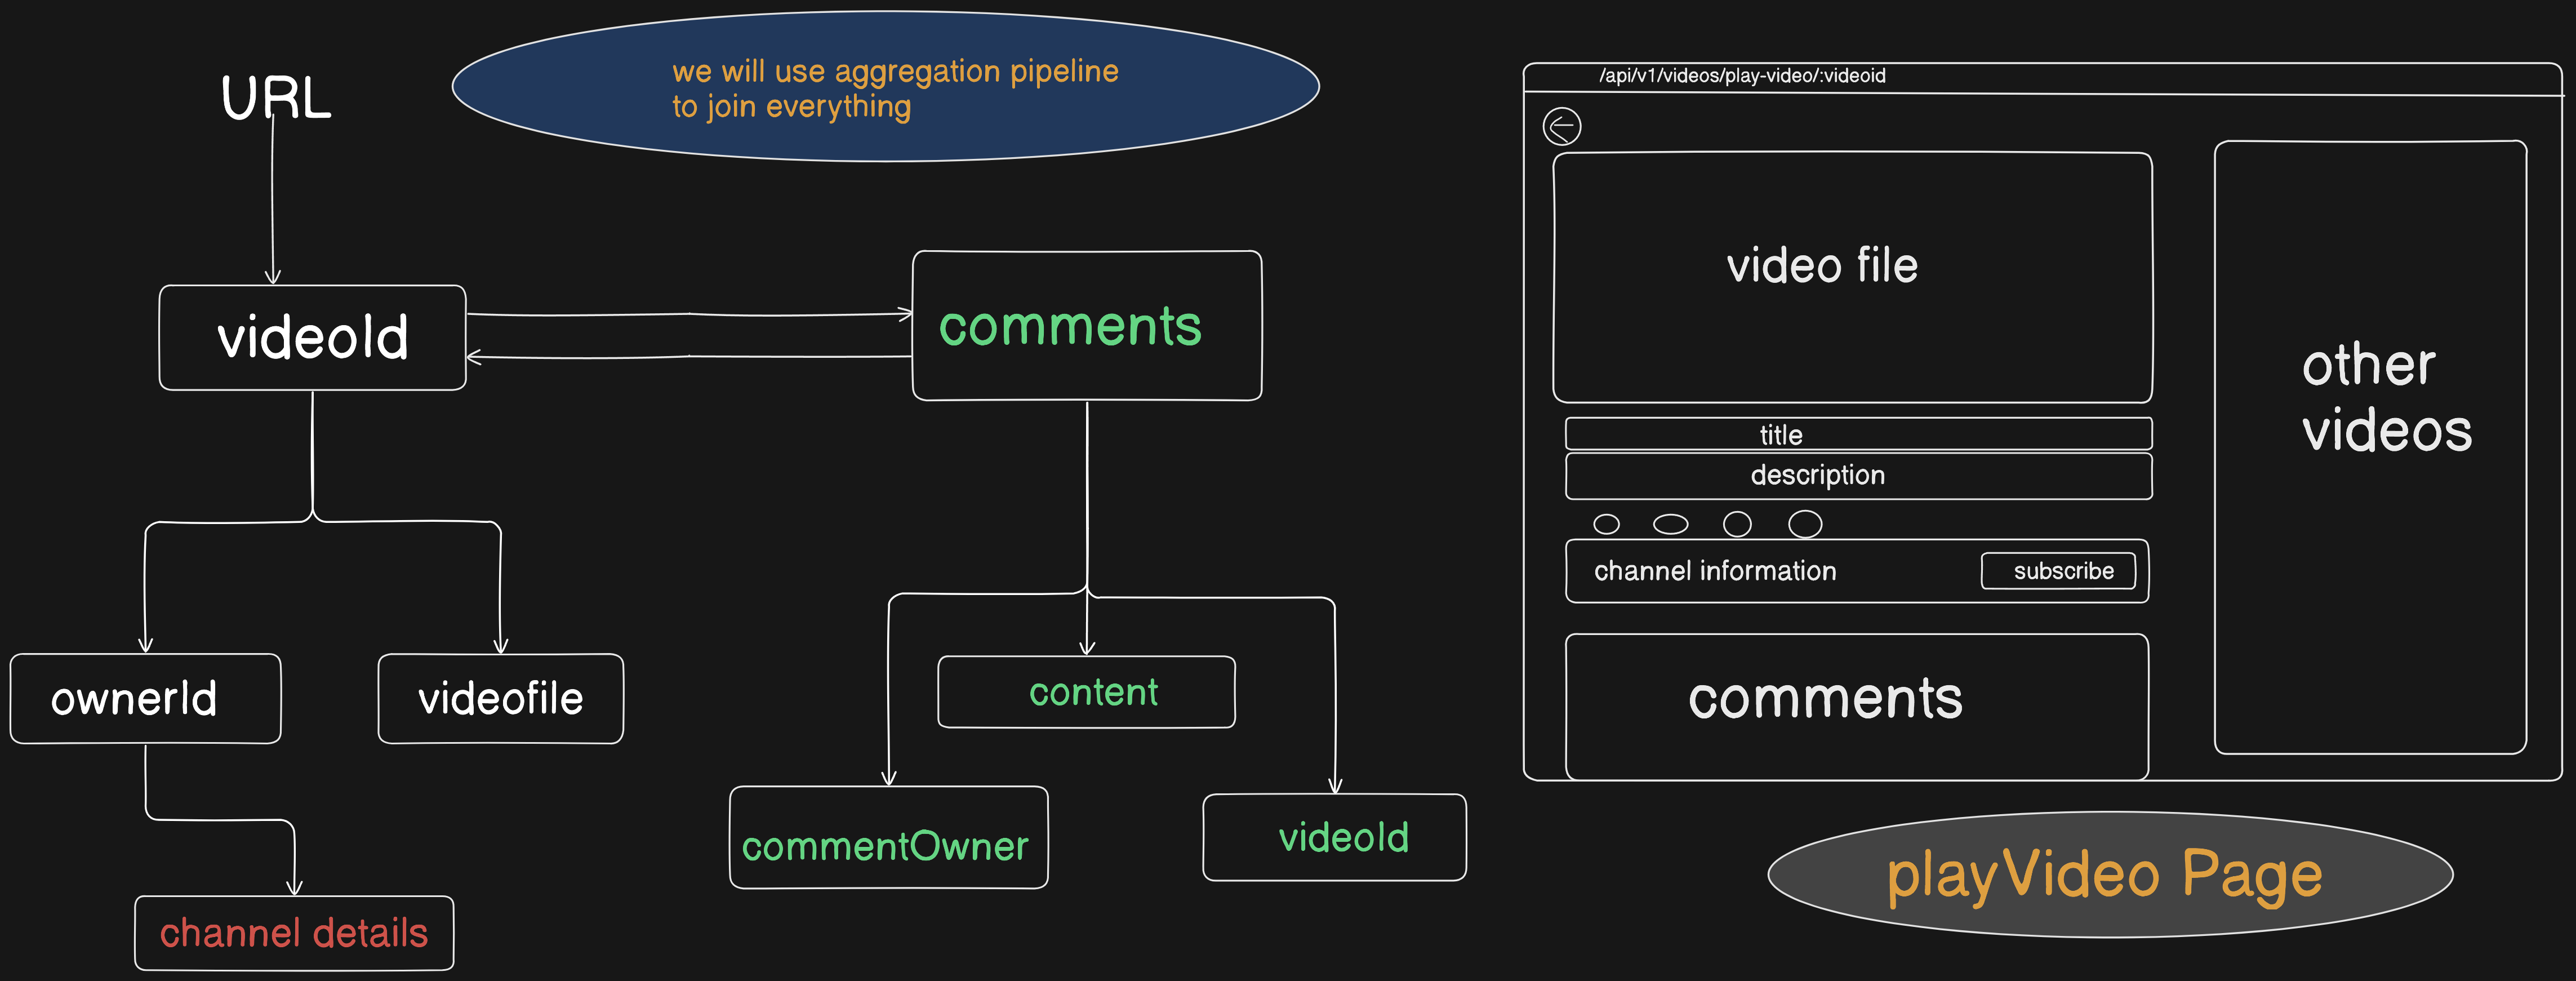 URL
we will use aggregation pipeline
to join everything
videoId
comments
ownerId
videofile
content
commentOwner
videoId
channel details
/api/v1/videos/play-video/:videoid
video file
other
videos
title
description
channel information
subscribe
comments
playVideo Page